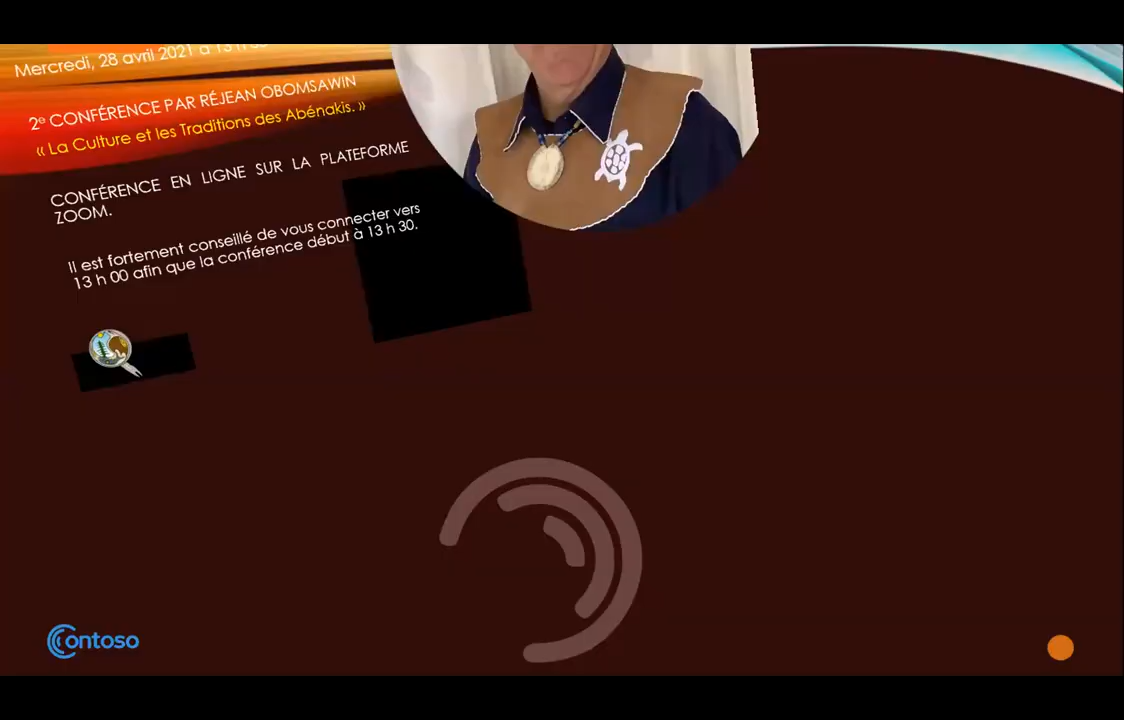 Mercredi, 28 avril 2021 à 13 h
2e CONFÉRENCE PAR RÉJEAN OBOMSAWIN
« La Culture et les Traditions des Abénakis. »
CONFÉRENCE EN LIGNE SUR LA PLATEFORME
ZOOM.
Il est fortement conseillé de vous connecter vers
13 h 00 afin que la conférence début à 13 h 30.
Contoso